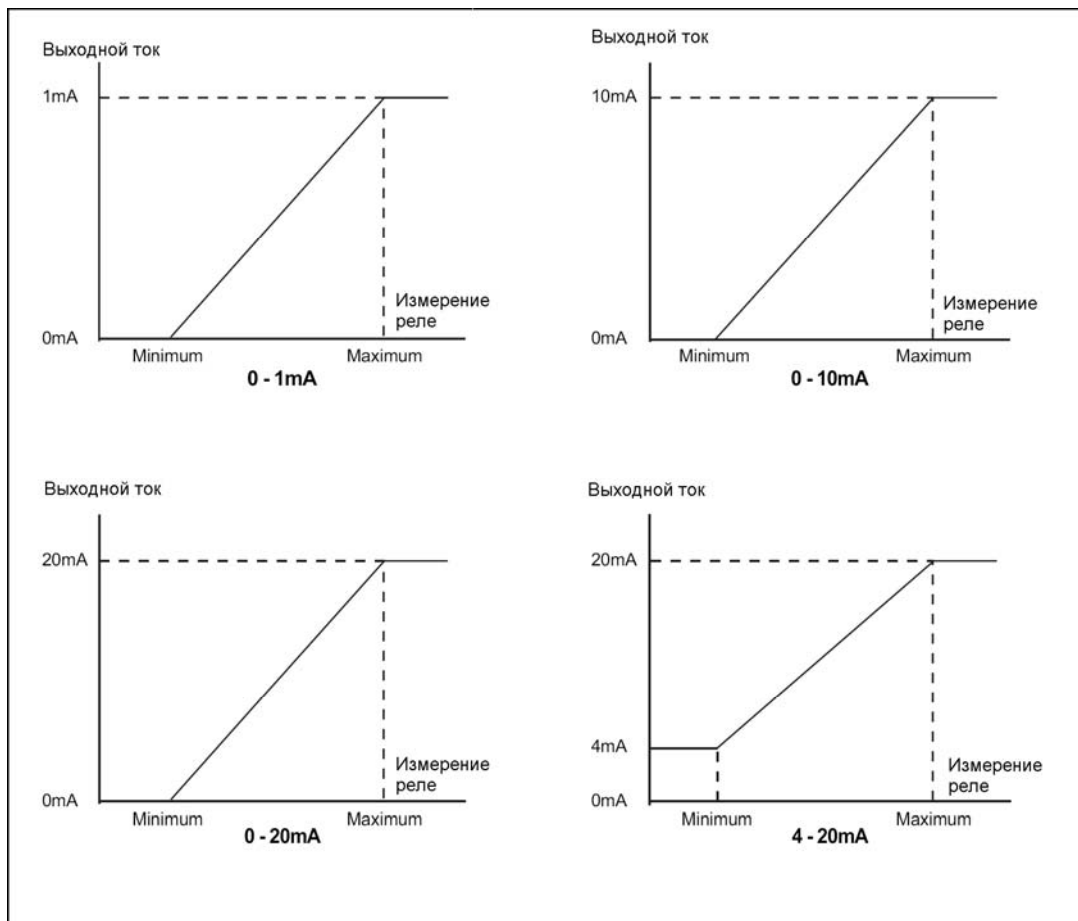 Выходной ток
1mA
0mA
Измерение
реле
Minimum
Maximum
0 - 1mA
Выходной ток
10mA
0mA
Измерение
реле
Minimum
Maximum
0 - 10mA
Выходной ток
20mA
0mA
Измерение
реле
Minimum
Maximum
0 - 20mA
Выходной ток
20mA
4mA
0mA
Измерение
реле
Minimum
Maximum
4 - 20mA